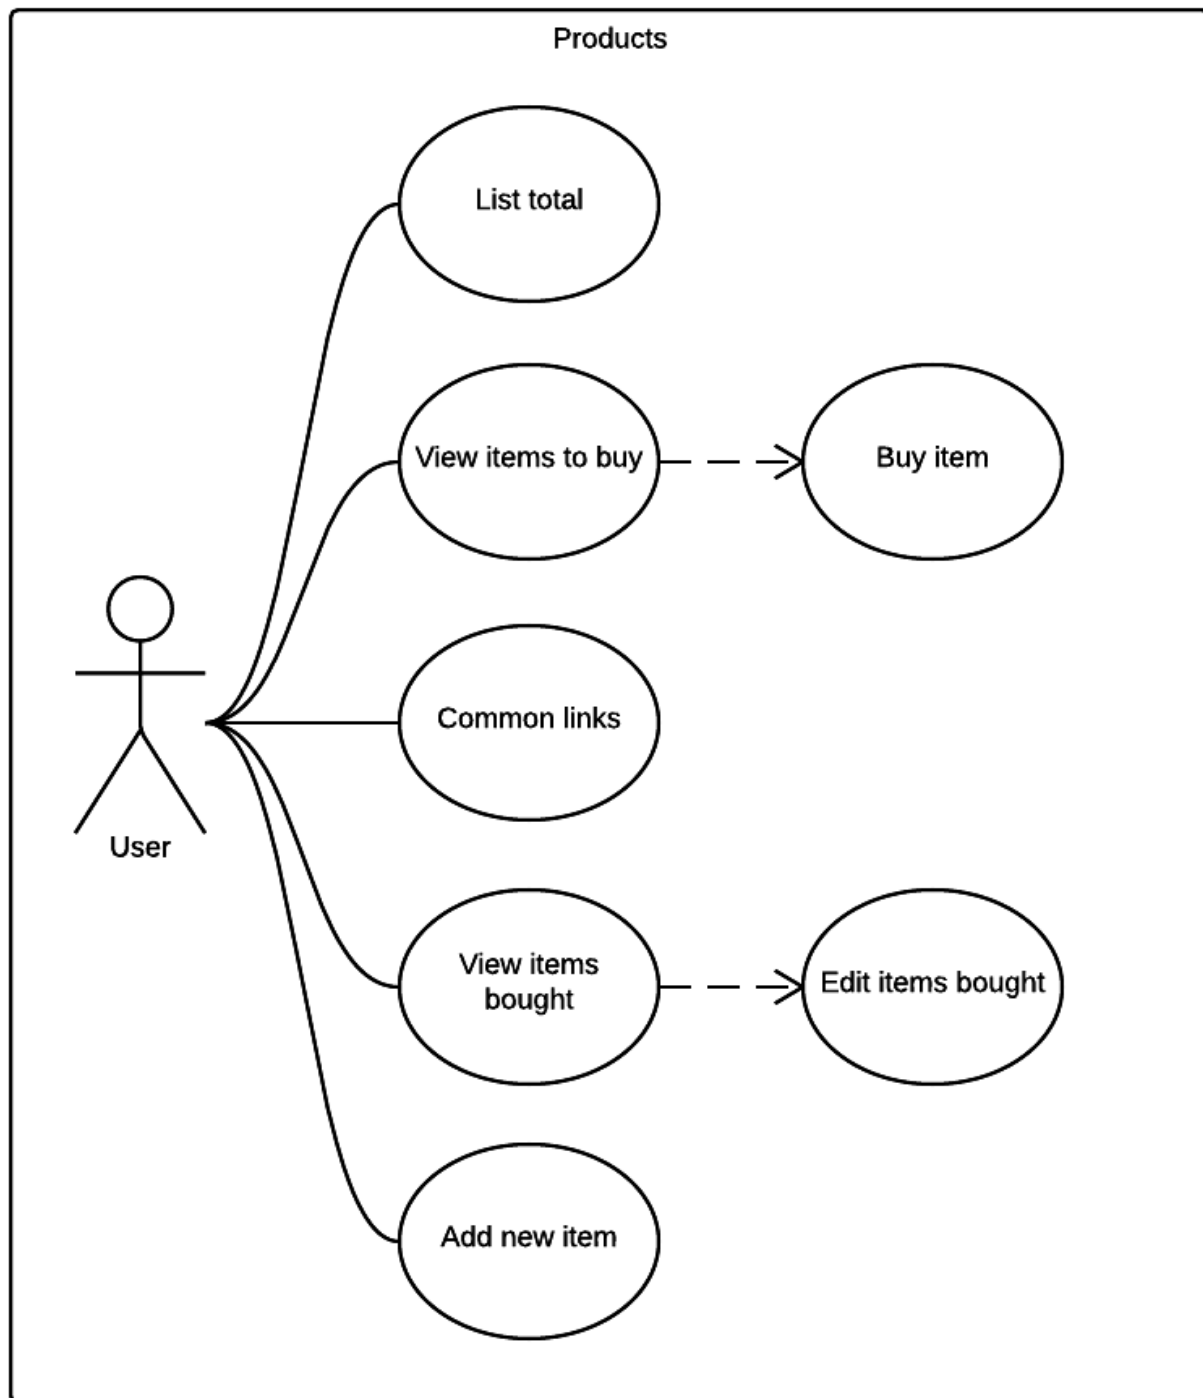 Products
List total
View items to buy
Buy item
Common links
User
View items
bought
Edit items bought
Add new item